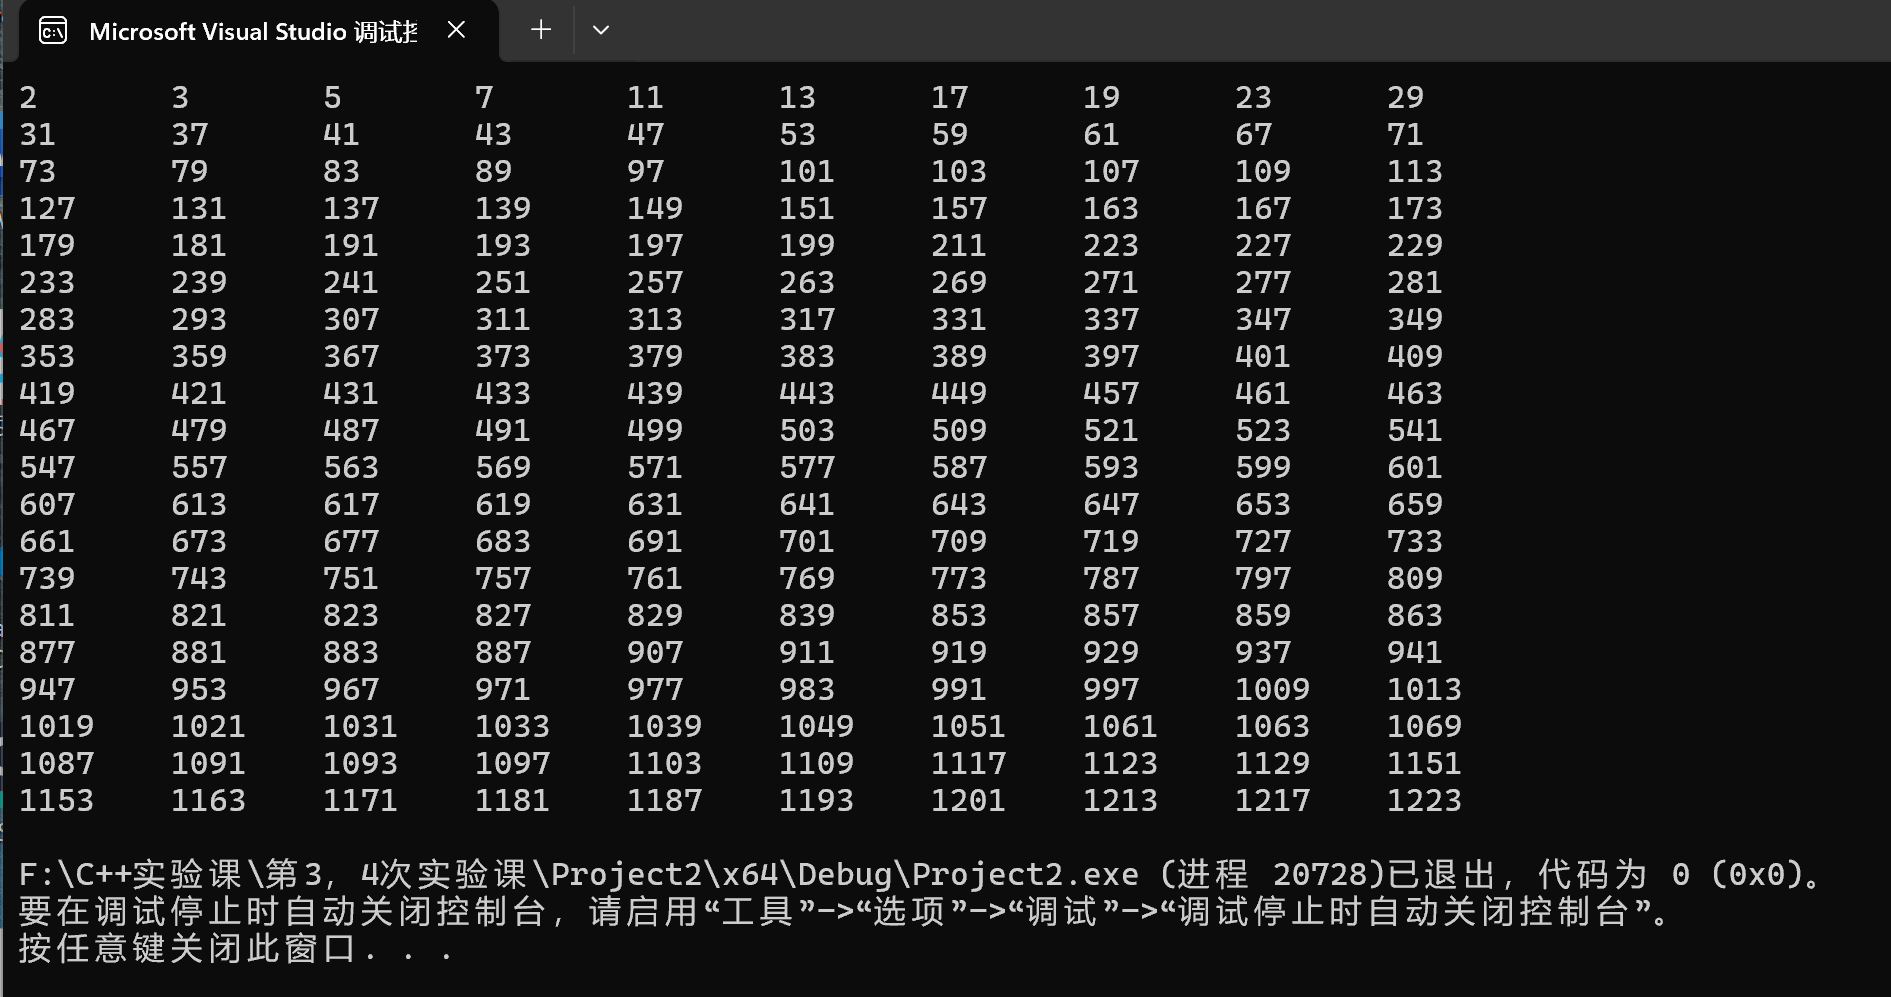 Microsoft Visual Studio 调试控
2 3 5 7 11 13 17 19 23 29
31 37 41 43 47 53 59 61 67 71
73 79 83 89 97 101 103 107 109 113
127 131 137 139 149 151 157 163 167 173
179 181 191 193 197 199 211 223 227 229
233 239 241 251 257 263 269 271 277 281
283 293 307 311 313 317 331 337 347 349
353 359 367 373 379 383 389 397 401 409
419 421 431 433 439 443 449 457 461 463
467 479 487 491 499 503 509 521 523 541
547 557 563 569 571 577 587 593 599 601
607 613 617 619 631 641 643 647 653 659
661 673 677 683 691 701 709 719 727 733
739 743 751 757 761 769 773 787 797 809
811 821 823 827 829 839 853 857 859 863
877 881 883 887 907 911 919 929 937 941
947 953 967 971 977 983 991 997 1009 1013
1019 1021 1031 1033 1039 1049 1051 1061 1063 1069
1087 1091 1093 1097 1103 1109 1117 1123 1129 1151
1153 1163 1171 1181 1187 1193 1201 1213 1217 1223
F:\C++实验课\第3，4次实验课\Project2\x64\Debug\Project2.exe (进程 20728)已退出，代码为 0 (0x0)。
要在调试停止时自动关闭控制台，请启用“工具”->“选项”->“调试”->“调试停止时自动关闭控制台”。
按任意键关闭此窗口. . .